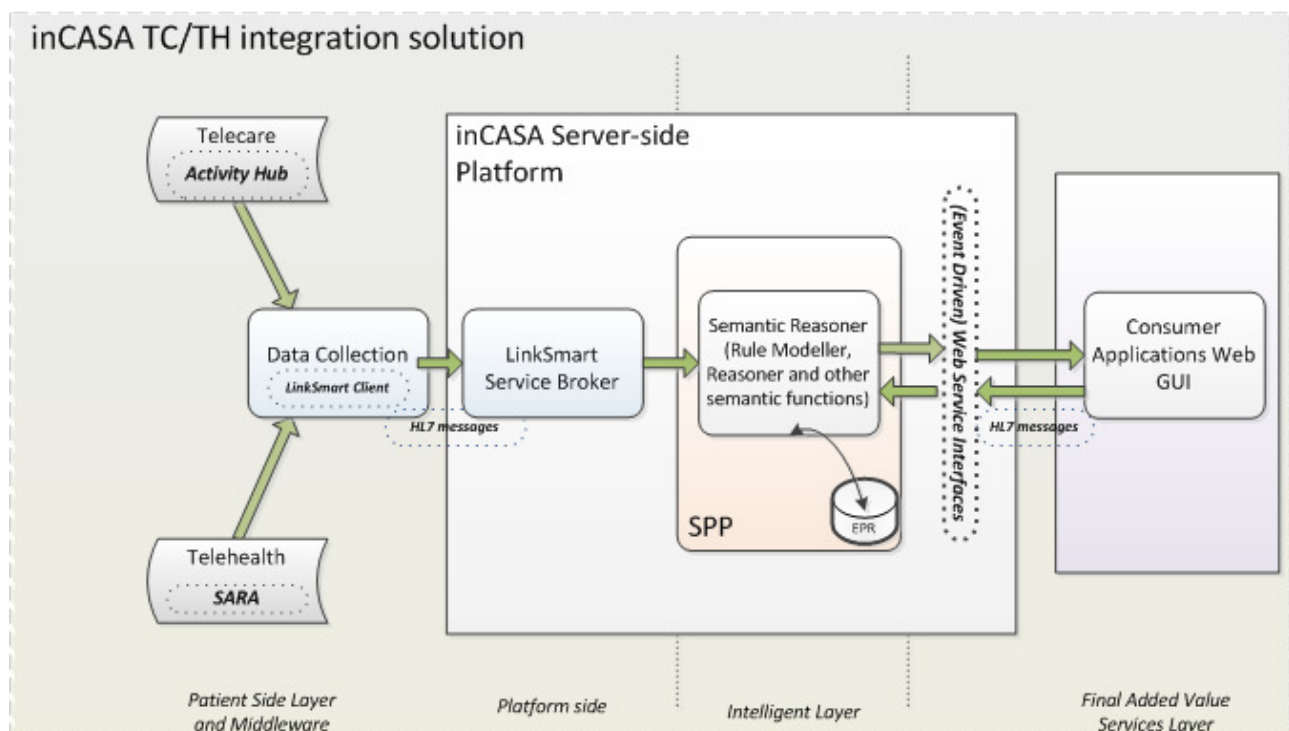 inCASA TC/TH integration solution
Telecare
Activity Hub
inCASA Server-side
Platform
(Event Driven) Web Service Interfaces
Data Collection
LinkSmart Client
HL7 messages
LinkSmart
Service Broker
Semantic Reasoner
(Rule Modeller,
Reasoner and other
semantic functions)
Consumer
Applications Web
GUI
HL7 messages
SPP
EPR
Telehealth
SARA
Patient Side Layer
and Middleware
Platform side
Intelligent Layer
Final Added Value
Services Layer